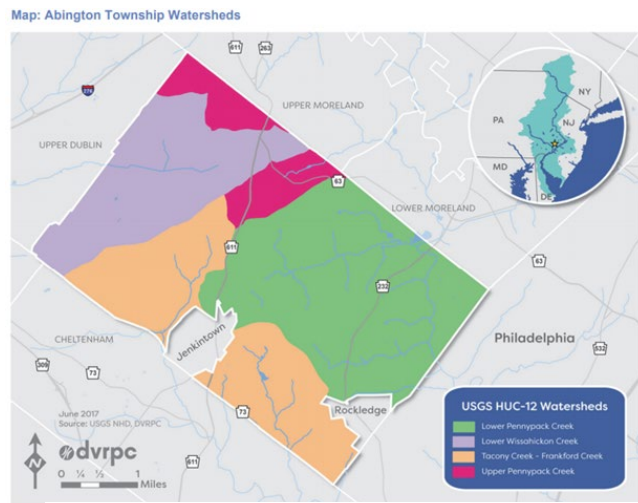 Map: Abington Township Watersheds
611
263
276
UPPER MORELAND
UPPER DUBLIN
NY
PA
NJ
MD
DE
63
LOWER MORELAND
611
232
63
CHELTENHAM
Jenkintown
Philadelphia
532
309
73
73
Rockledge
611
June 2017
Source: USGS NHD, DVRPC
dvrpc
0 ¼ ½ 1
Miles
USGS HUC-12 Watersheds
Lower Pennypack Creek
Lower Wissahickon Creek
Tacony Creek - Frankford Creek
Upper Pennypack Creek